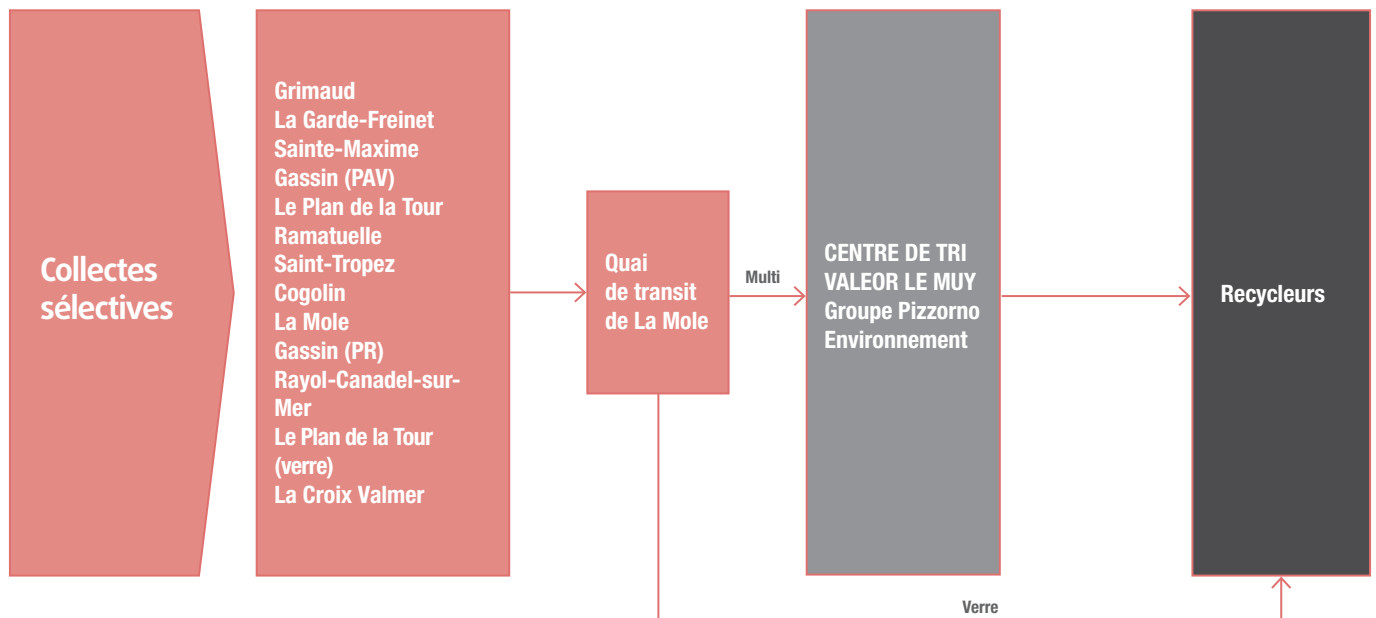 Collectes
sélectives
Grimaud
La Garde-Freinet
Sainte-Maxime
Gassin (PAV)
Le Plan de la Tour
Ramatuelle
Saint-Tropez
Cogolin
La Mole
Gassin (PR)
Rayol-Canadel-sur-
Mer
Le Plan de la Tour
(verre)
La Croix Valmer
Quai
de transit
de La Mole
Multi
CENTRE DE TRI
VALEOR LE MUY
Groupe Pizzorno
Environnement
Recycleurs
Verre